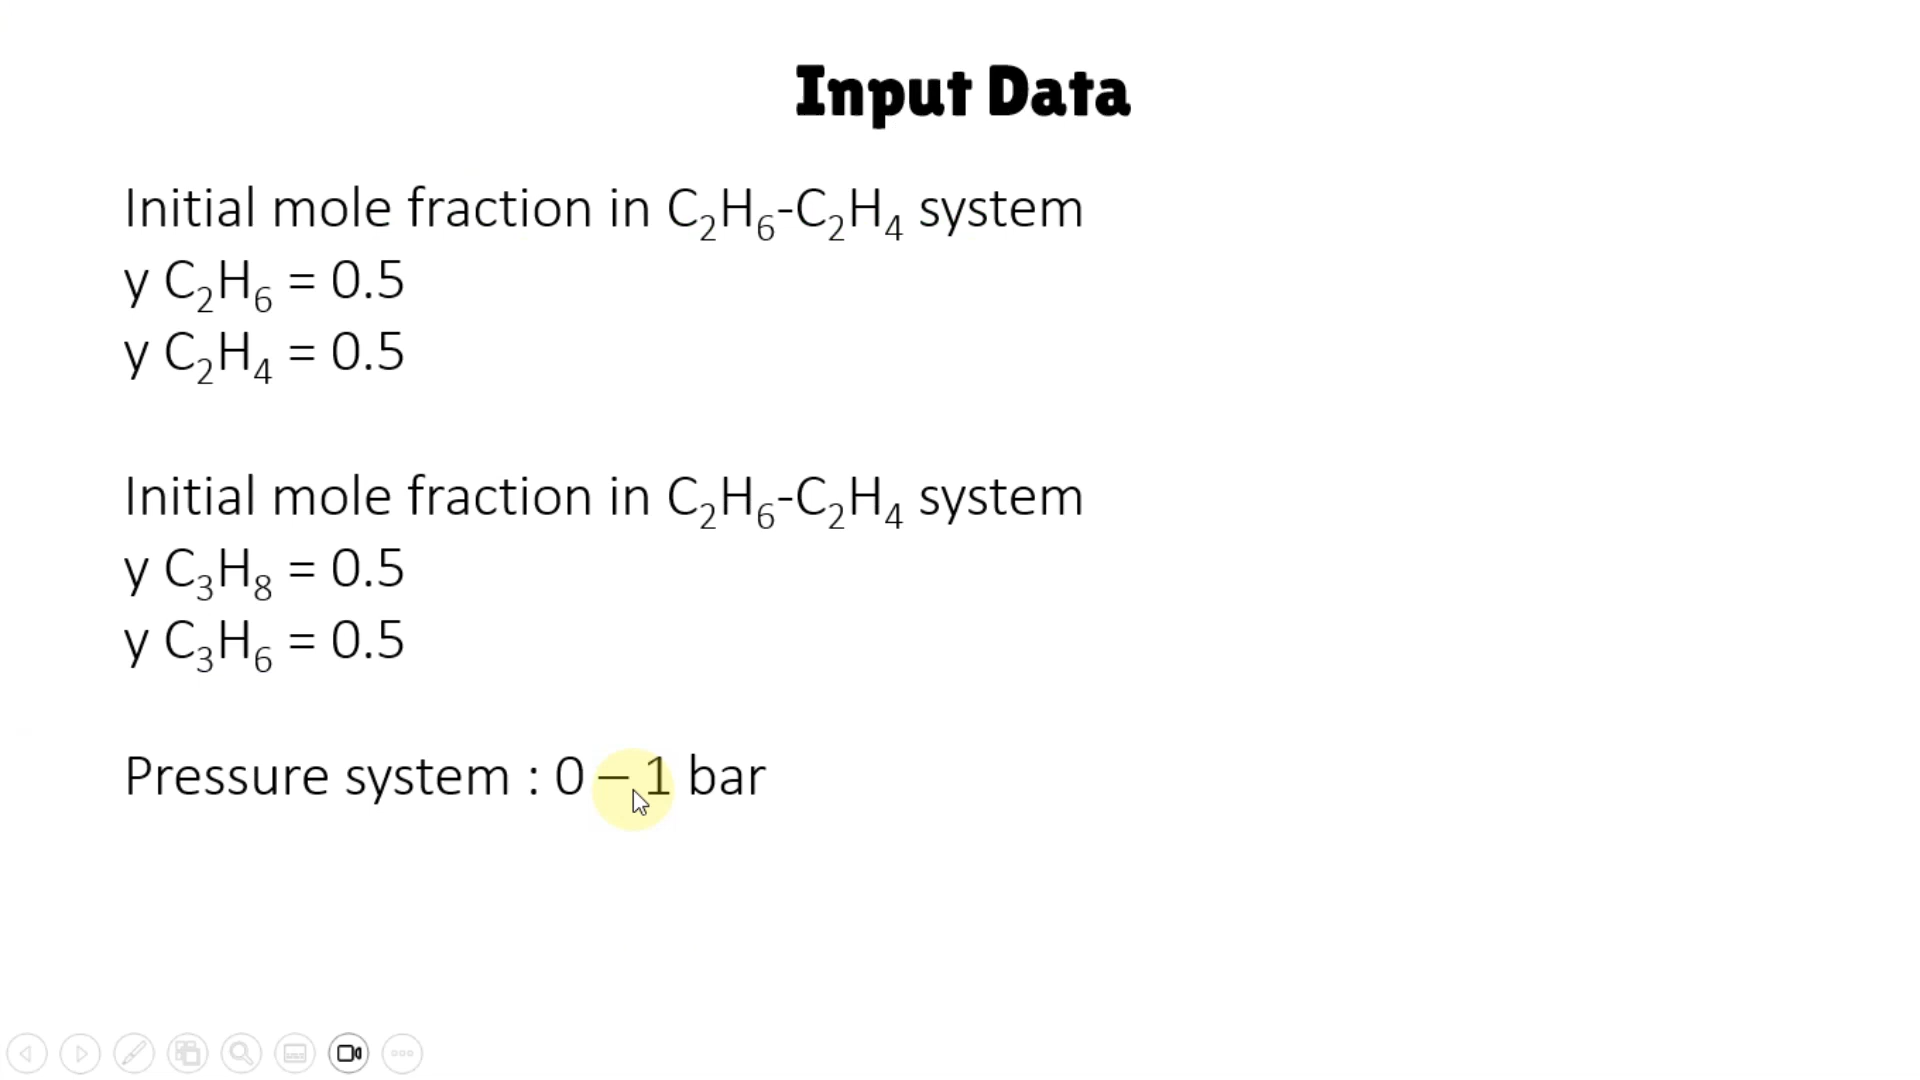 Input Data
Initial mole fraction in C₂H₆-C₂H₄ system
y C₂H₆ = 0.5
y C₂H₄ = 0.5
Initial mole fraction in C₂H₆-C₂H₄ system
y C₃H₈ = 0.5
y C₃H₆ = 0.5
Pressure system : 0 – 1 bar